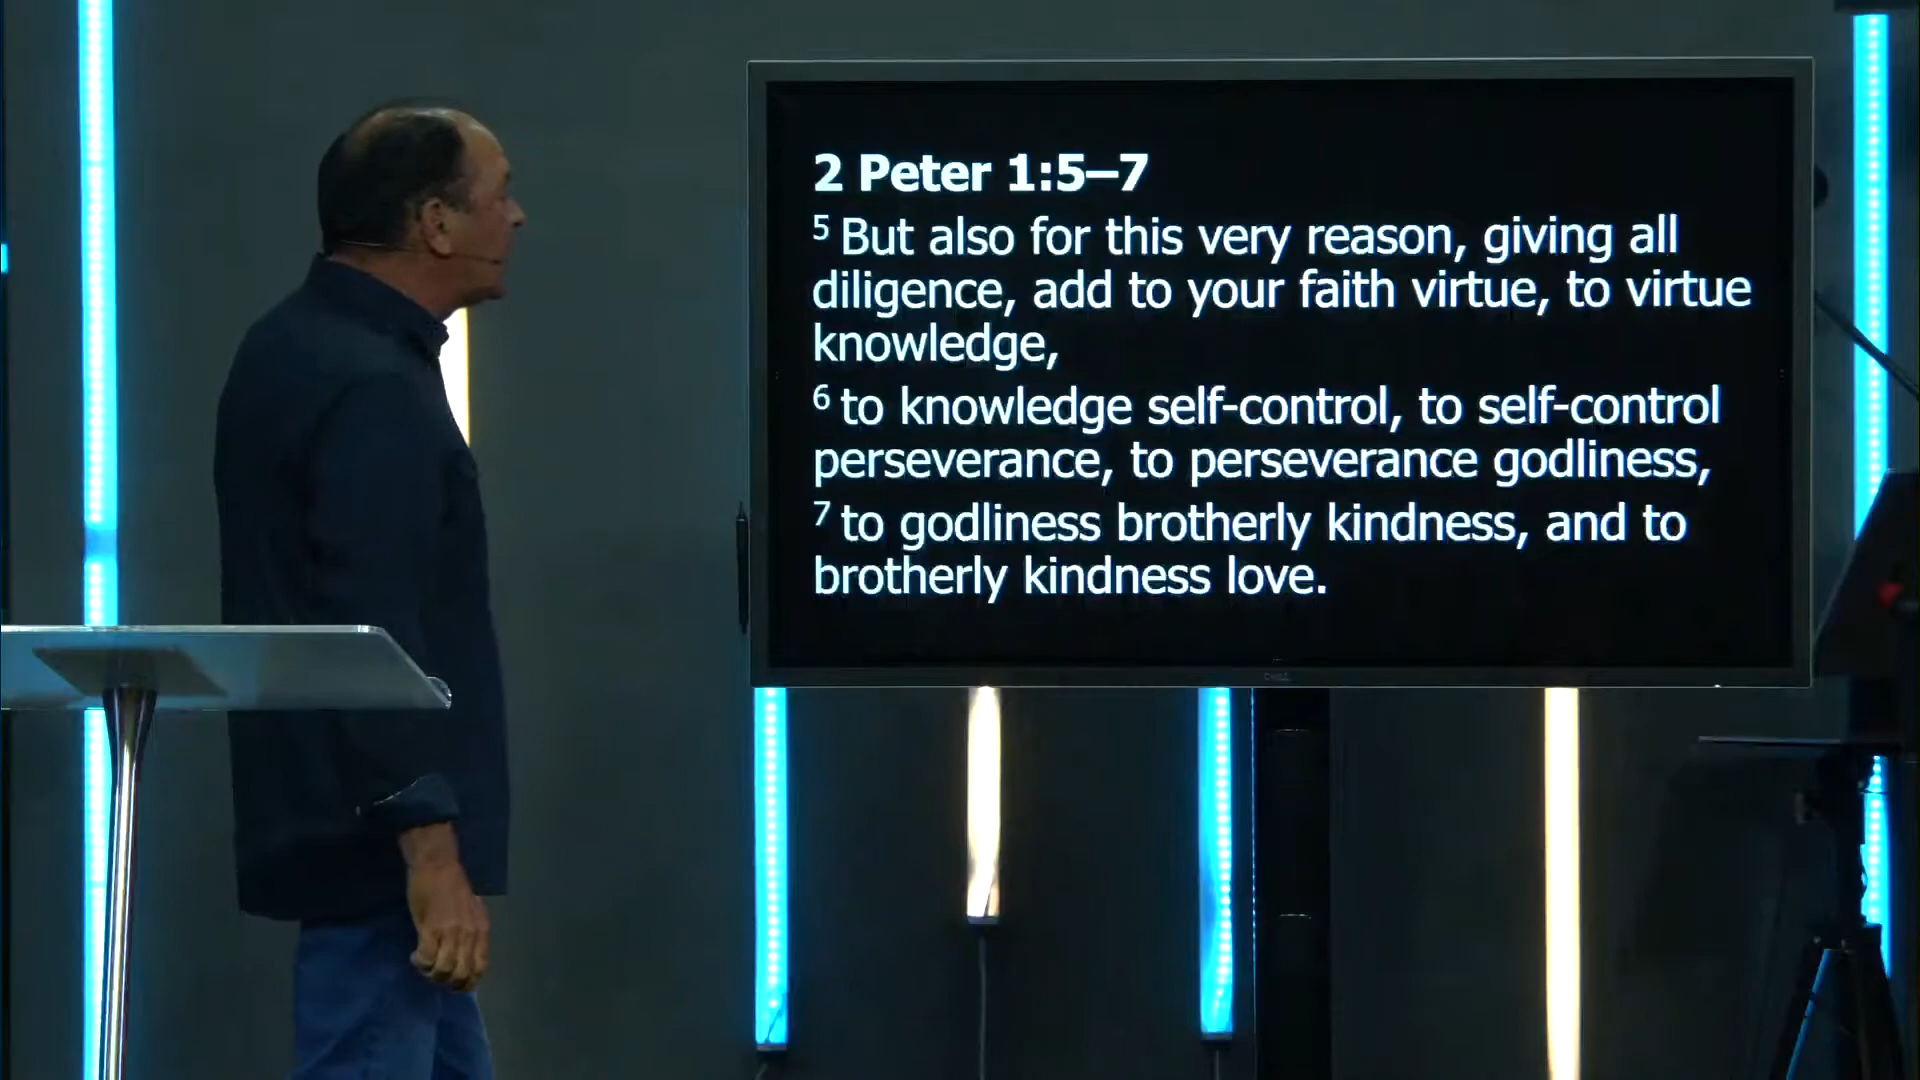 2 Peter 1:5–7
5 But also for this very reason, giving all
diligence, add to your faith virtue, to virtue
knowledge,
6 to knowledge self-control, to self-control
perseverance, to perseverance godliness,
7 to godliness brotherly kindness, and to
brotherly kindness love.